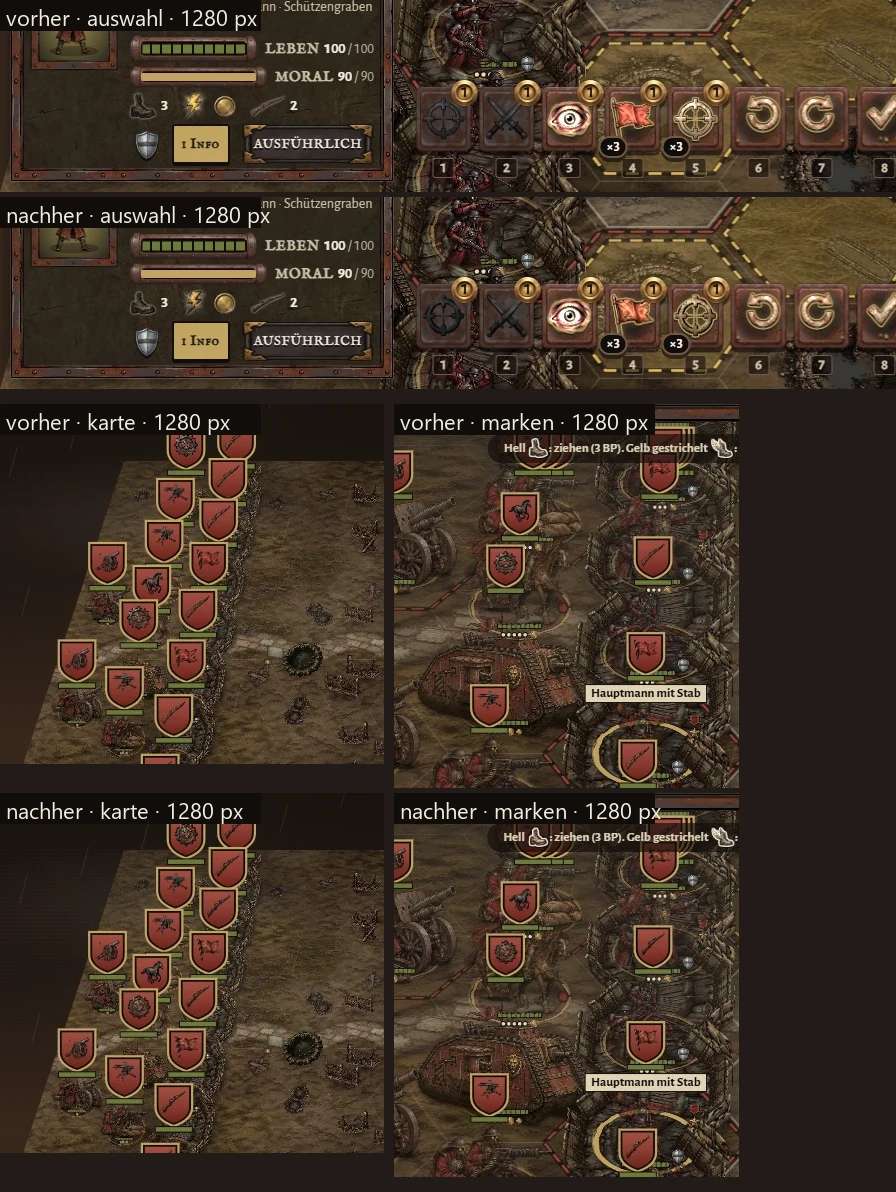 vorher · auswahl · 1280 px
nn · Schützengraben
LEBEN 100/100
MORAL 90/90
3
2
1 INFO
AUSFÜHRLICH
1 1 1 1 1
×3 ×3
1 2 3 4 5 6 7 8
nachher · auswahl · 1280 px
nn · Schützengraben
LEBEN 100/100
MORAL 90/90
3
2
1 INFO
AUSFÜHRLICH
1 1 1 1 1
×3 ×3
1 2 3 4 5 6 7 8
vorher · karte · 1280 px
vorher · marken · 1280 px
Hell : ziehen (3 BP). Gelb gestrichelt :
Hauptmann mit Stab
nachher · karte · 1280 px
nachher · marken · 1280 px
Hell : ziehen (3 BP). Gelb gestrichelt :
Hauptmann mit Stab